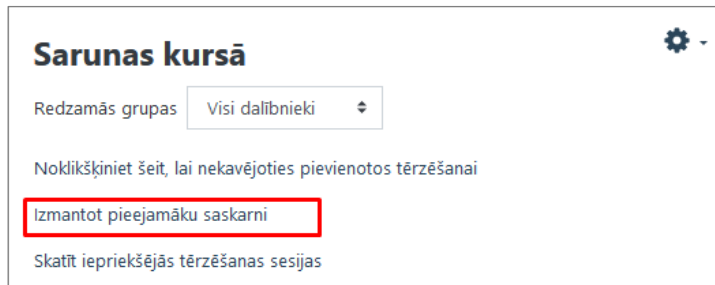 Sarunas kursā
Redzamās grupas Visi dalībnieki
Noklikšķiniet šeit, lai nekavējoties pievienotos tērzēšanai
Izmantot pieejamāku saskarni
Skatīt iepriekšējās tērzēšanas sesijas